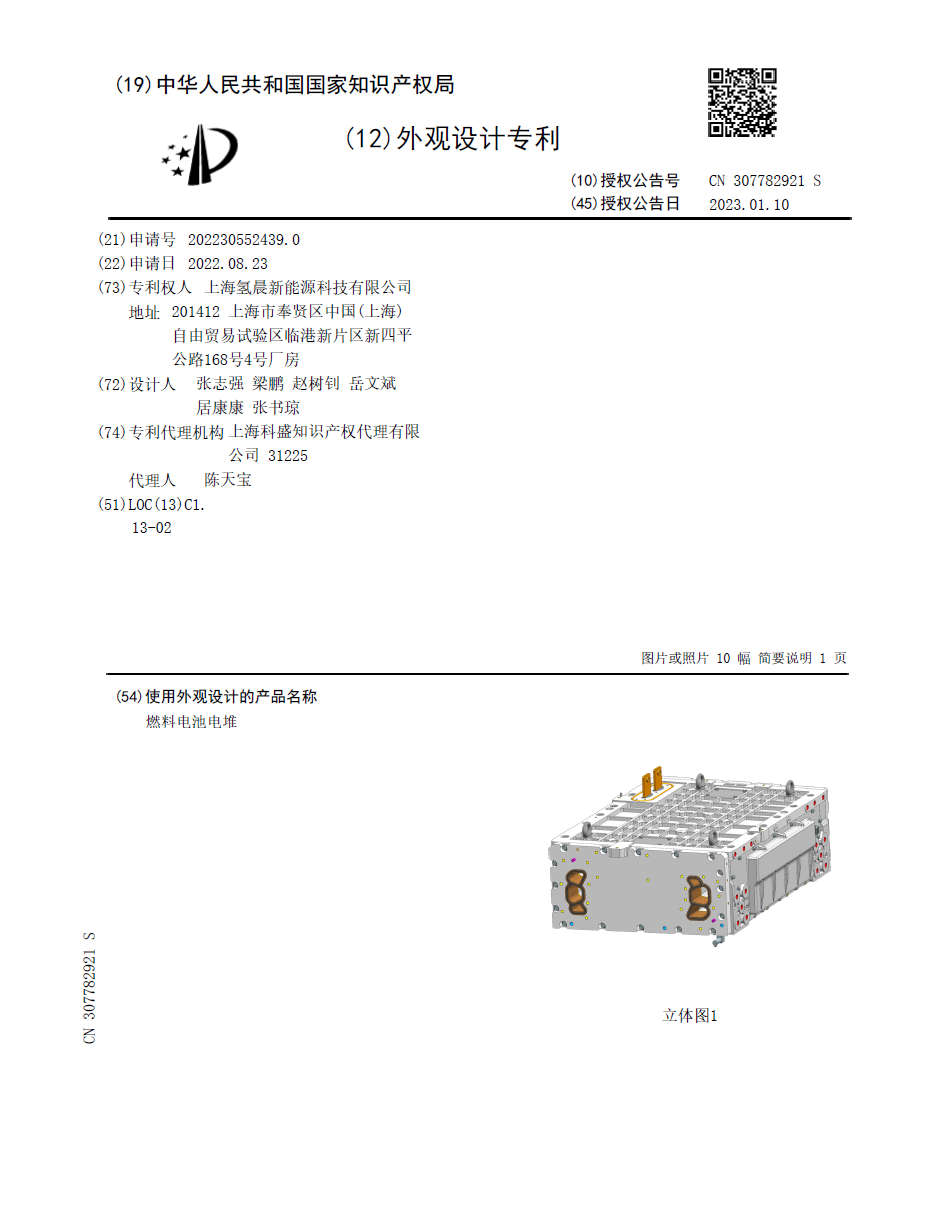 (19)中华人民共和国国家知识产权局
(12)外观设计专利
(10)授权公告号 CN 307782921 S
(45)授权公告日 2023.01.10
(21)申请号 202230552439.0
(22)申请日 2022.08.23
(73)专利权人 上海氢晨新能源科技有限公司
地址 201412 上海市奉贤区中国(上海)
自由贸易试验区临港新片区新四平
公路168号4号厂房
(72)设计人 张志强 梁鹏 赵树钊 岳文斌
居康康 张书琼
(74)专利代理机构 上海科盛知识产权代理有限
公司 31225
代理人 陈天宝
(51)LOC(13)Cl.
13-02
图片或照片 10 幅 简要说明 1 页
(54)使用外观设计的产品名称
燃料电池电堆
立体图1
CN 307782921 S